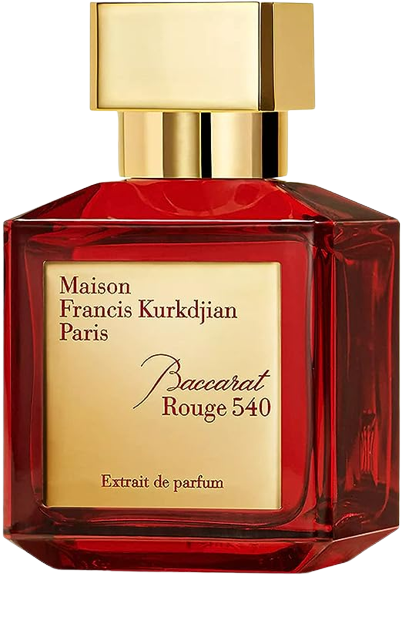 Maison
Francis Kurkdjian
Paris
Baccarat
Rouge 540
Extrait de parfum